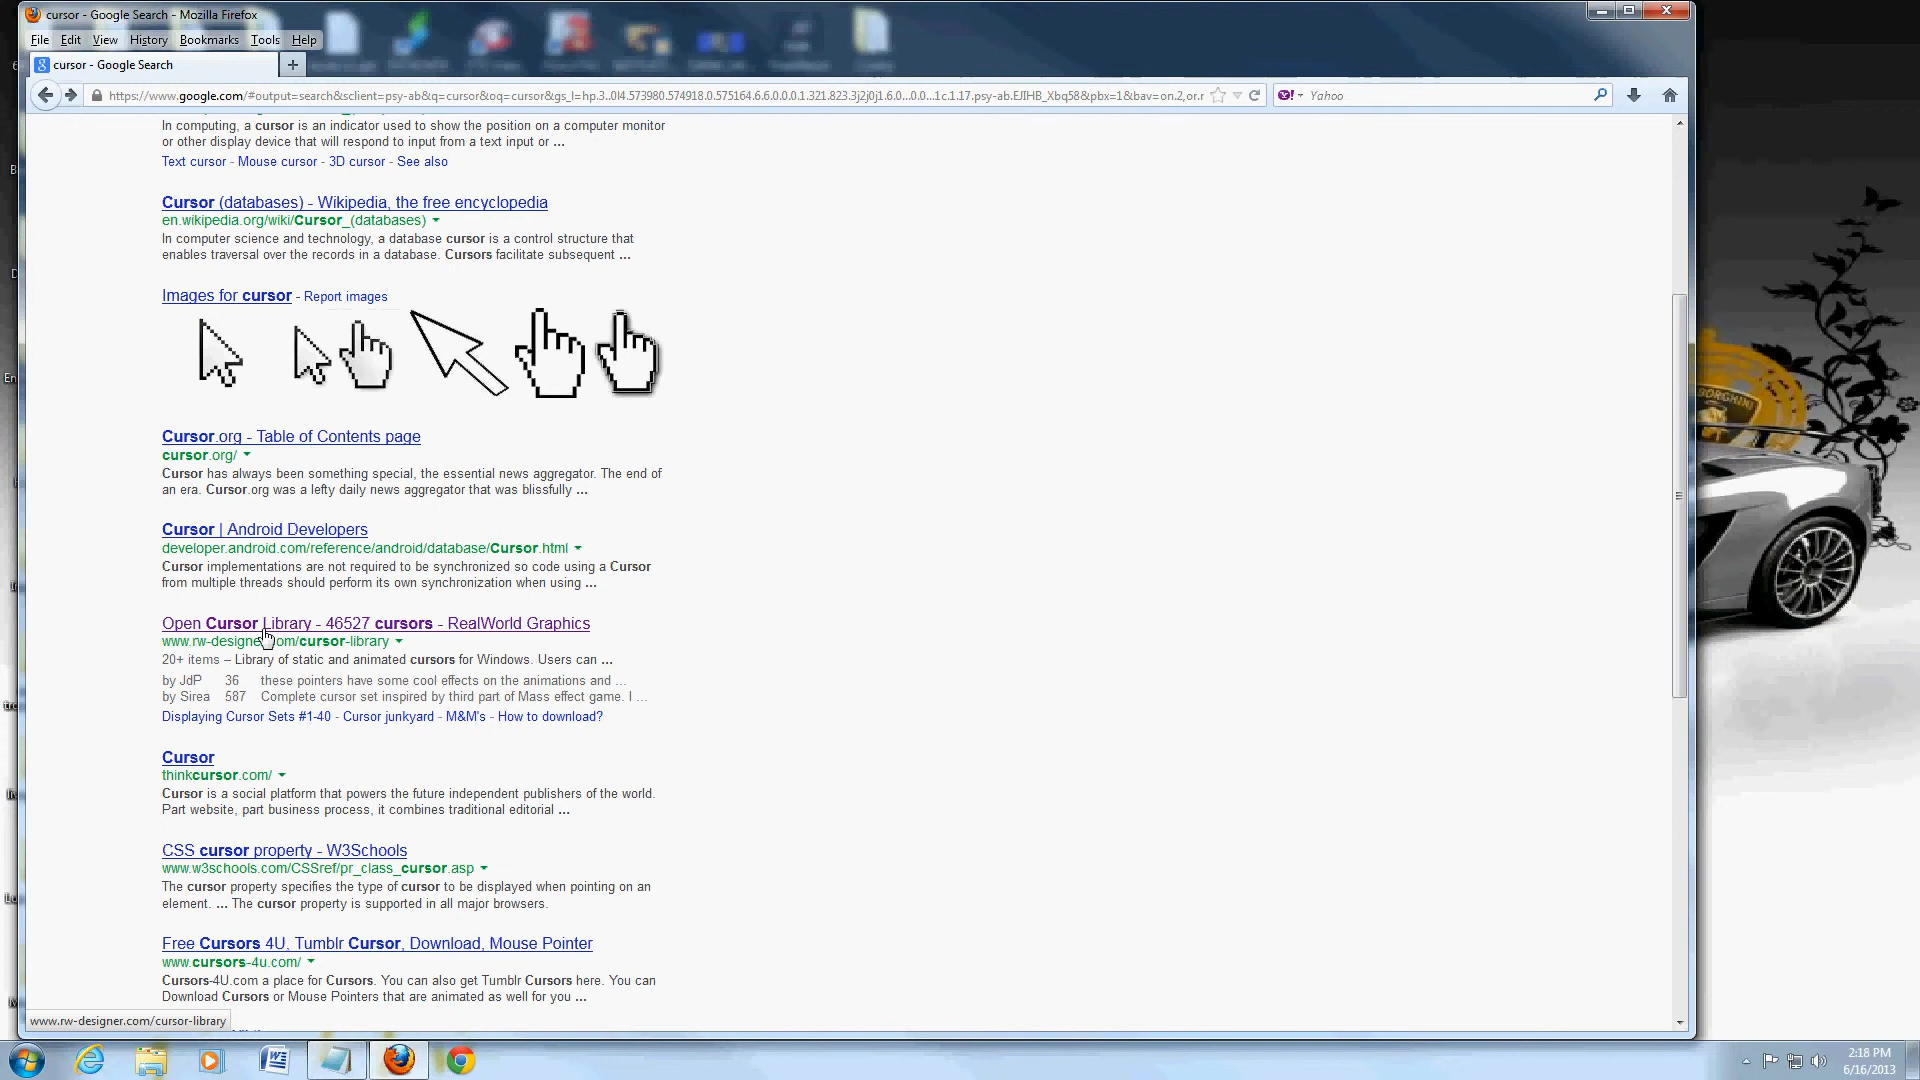 cursor - Google Search - Mozilla Firefox
File Edit View History Bookmarks Tools Help
cursor - Google Search
https://www.google.com/#output=search&sclient=psy-ab&q=cursor&oq=cursor&gs_l=hp.3..0l4.573980.574918.0.575164.6.6.0.0.0.1.321.823.3j2j0j1.6.0...0.0...1c.1.17.psy-ab.EJIHB_Xbq58&pbx=1&bav=on.2,or.r
Yahoo
In computing, a cursor is an indicator used to show the position on a computer monitor
or other display device that will respond to input from a text input or ...
Text cursor - Mouse cursor - 3D cursor - See also
Cursor (databases) - Wikipedia, the free encyclopedia
en.wikipedia.org/wiki/Cursor_(databases)
In computer science and technology, a database cursor is a control structure that
enables traversal over the records in a database. Cursors facilitate subsequent ...
Images for cursor - Report images
Cursor.org - Table of Contents page
cursor.org/
Cursor has always been something special, the essential news aggregator. The end of
an era. Cursor.org was a lefty daily news aggregator that was blissfully ...
Cursor | Android Developers
developer.android.com/reference/android/database/Cursor.html
Cursor implementations are not required to be synchronized so code using a Cursor
from multiple threads should perform its own synchronization when using ...
Open Cursor Library - 46527 cursors - RealWorld Graphics
www.rw-designer.com/cursor-library
20+ items – Library of static and animated cursors for Windows. Users can ...
by JdP 36 these pointers have some cool effects on the animations and ...
by Sirea 587 Complete cursor set inspired by third part of Mass effect game. I ...
Displaying Cursor Sets #1-40 - Cursor junkyard - M&M's - How to download?
Cursor
thinkcursor.com/
Cursor is a social platform that powers the future independent publishers of the world.
Part website, part business process, it combines traditional editorial ...
CSS cursor property - W3Schools
www.w3schools.com/CSSref/pr_class_cursor.asp
The cursor property specifies the type of cursor to be displayed when pointing on an
element. ... The cursor property is supported in all major browsers.
Free Cursors 4U, Tumblr Cursor, Download, Mouse Pointer
www.cursors-4u.com/
Cursors-4U.com a place for Cursors. You can also get Tumblr Cursors here. You can
Download Cursors or Mouse Pointers that are animated as well for you ...
www.rw-designer.com/cursor-library
2:18 PM
6/16/2013